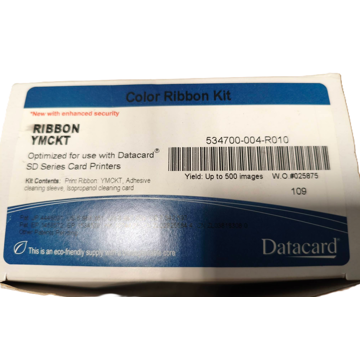 Color Ribbon Kit
*New with enhanced security
RIBBON
YMCKT
Optimized for use with Datacard®
SD Series Card Printers
Kit Contents: Print Ribbon: YMCKT, Adhesive
cleaning sleeve, Isopropanol cleaning card
534700-004-R010
Yield: Up to 500 images W.O.#025875
109
This is an eco-friendly supply
Datacard®